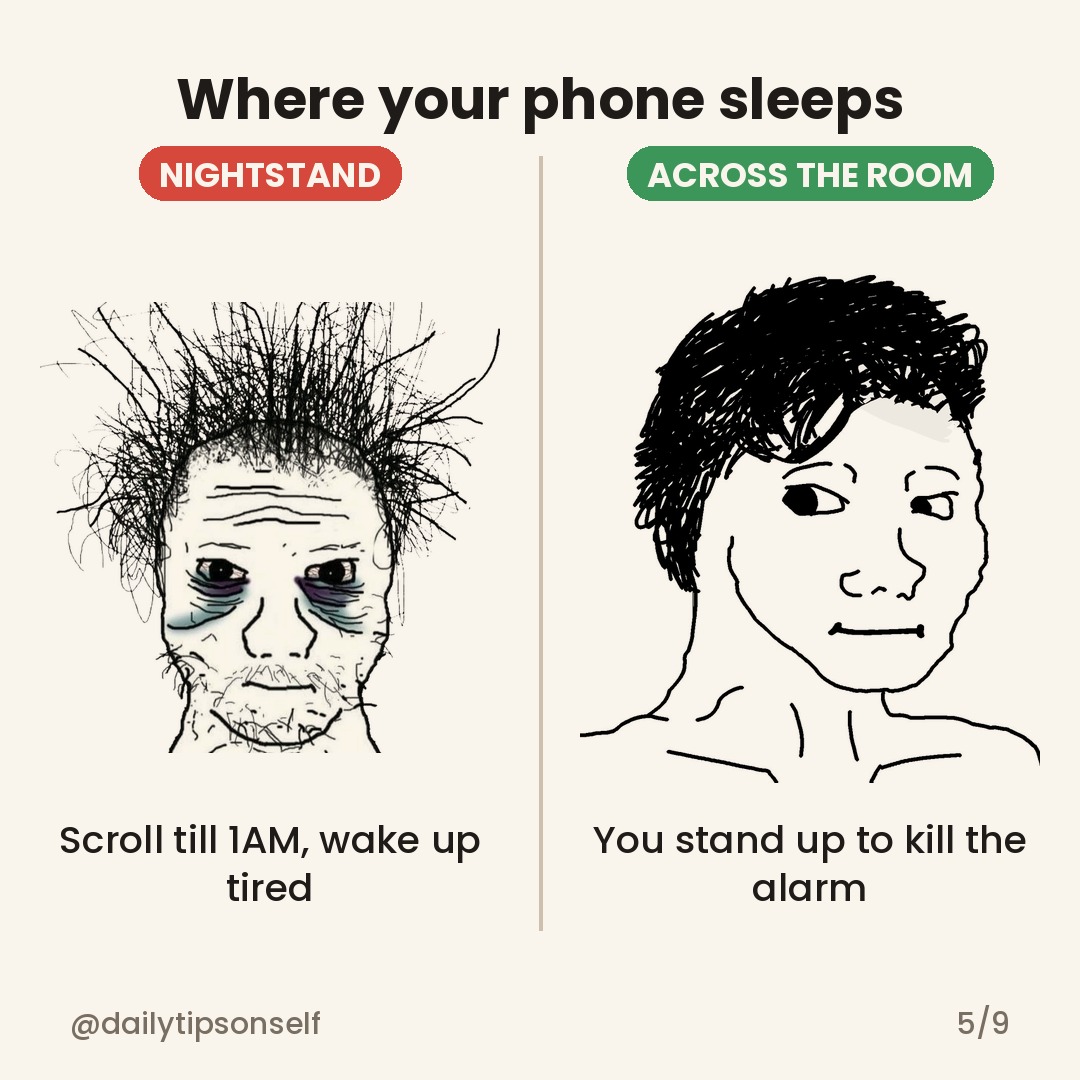 Where your phone sleeps
NIGHTSTAND
ACROSS THE ROOM
Scroll till 1AM, wake up
tired
You stand up to kill the
alarm
@dailytipsonself
5/9